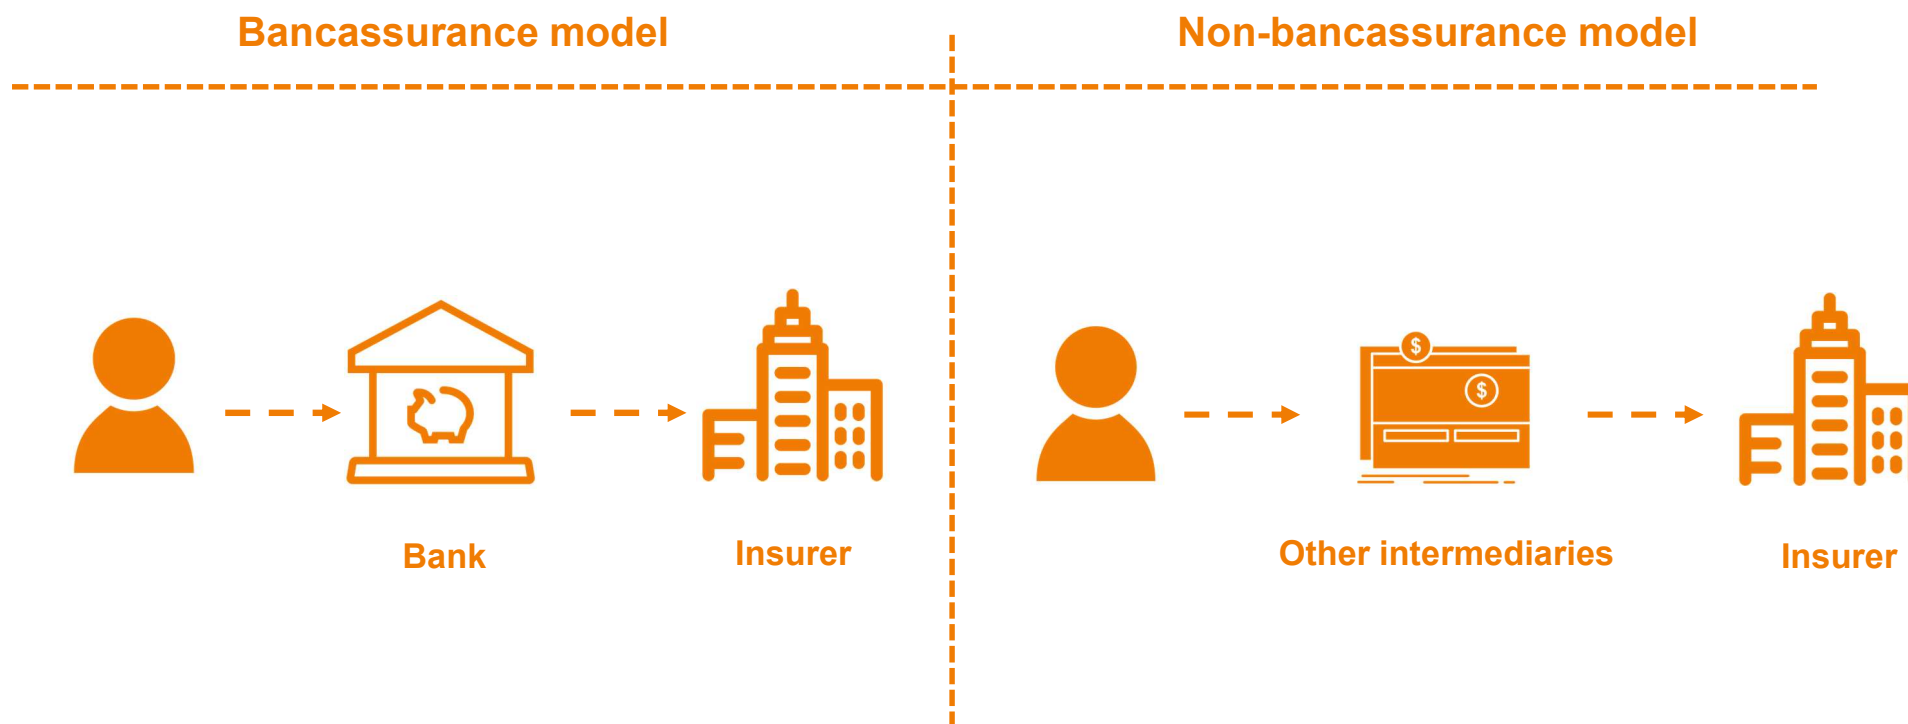 Bancassurance model
Non-bancassurance model
$
$
Bank
Insurer
Other intermediaries
Insurer